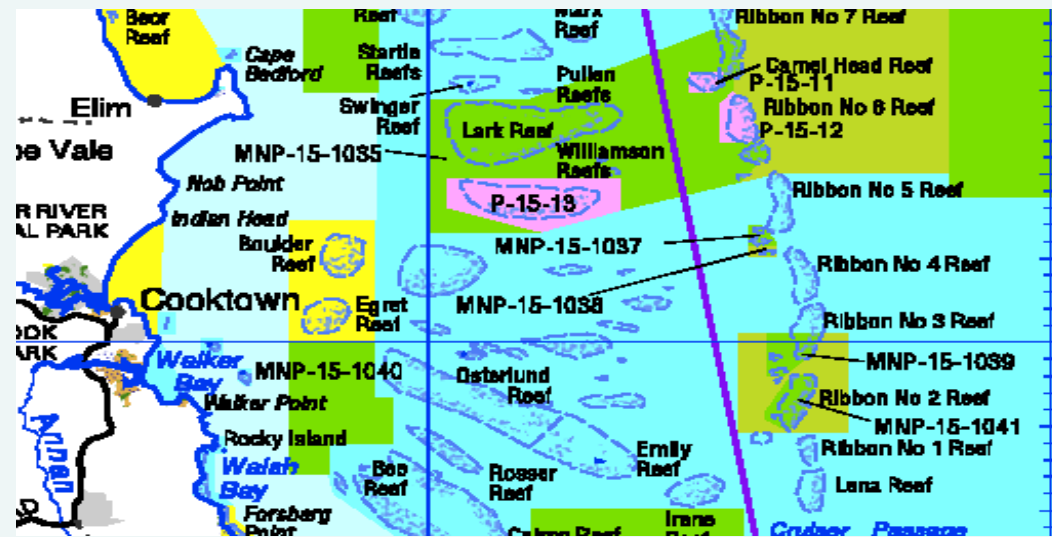 Bear
Reef
Reef
Marx
Reef
Ribbon No 7 Reef
Cape
Bedford
Startle
Reefs
Pullen
Reefs
Camel Head Reef
P-15-11
Elim
Swinger
Reef
Lark Reef
Ribbon No 6 Reef
P-15-12
pe Vale
MNP-15-1035
Williamson
Reefs
Nob Point
P-15-13
Ribbon No 5 Reef
R RIVER
AL PARK
Indian Head
Boulder
Reef
MNP-15-1037
Ribbon No 4 Reef
Cooktown
MNP-15-1038
Egret
Reef
Ribbon No 3 Reef
OOK
ARK
Walker
Bay
MNP-15-1040
Osterlund
Reef
MNP-15-1039
Walker Point
Ribbon No 2 Reef
MNP-15-1041
Annan
Rocky Island
Emily
Reef
Ribbon No 1 Reef
Walsh
Bay
Bee
Reef
Rosser
Reef
Lena Reef
Forsberg
Point
Cairns Reef
Irene
Reef
Cruiser Passage